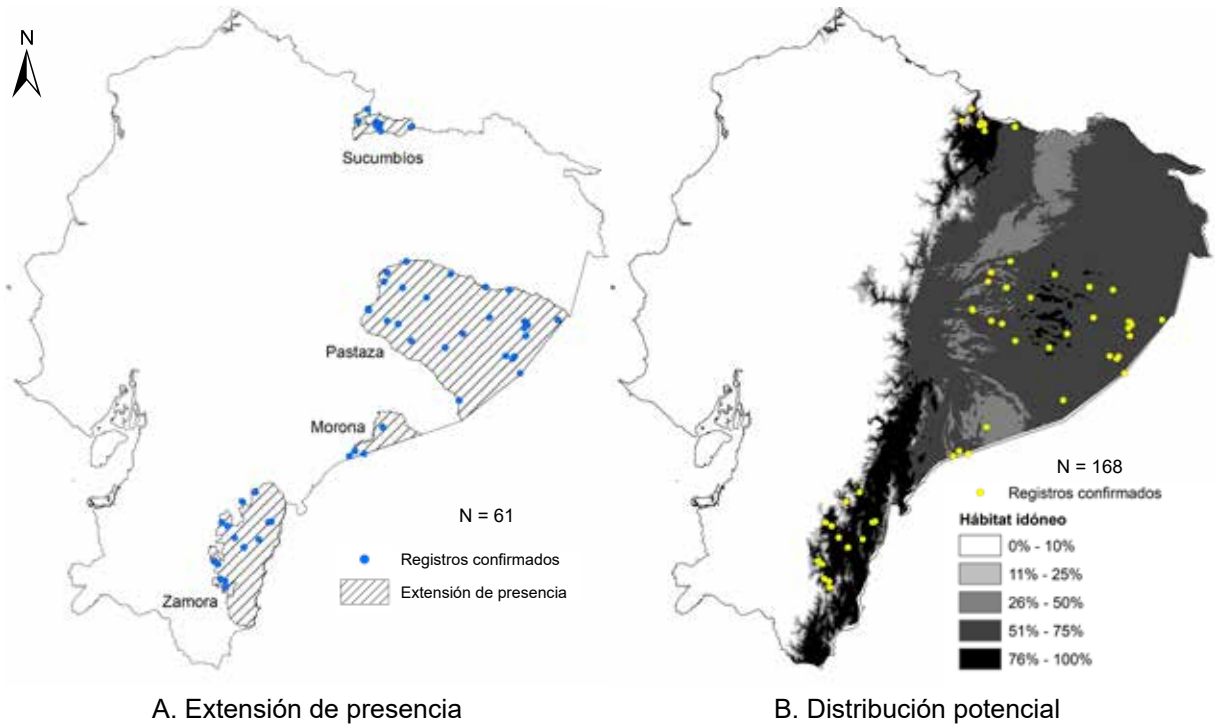 N
Sucumbíos
Pastaza
Morona
N = 61
Registros confirmados
Extensión de presencia
Zamora
A. Extensión de presencia
N = 168
Registros confirmados
Hábitat idóneo
0% - 10%
11% - 25%
26% - 50%
51% - 75%
76% - 100%
B. Distribución potencial